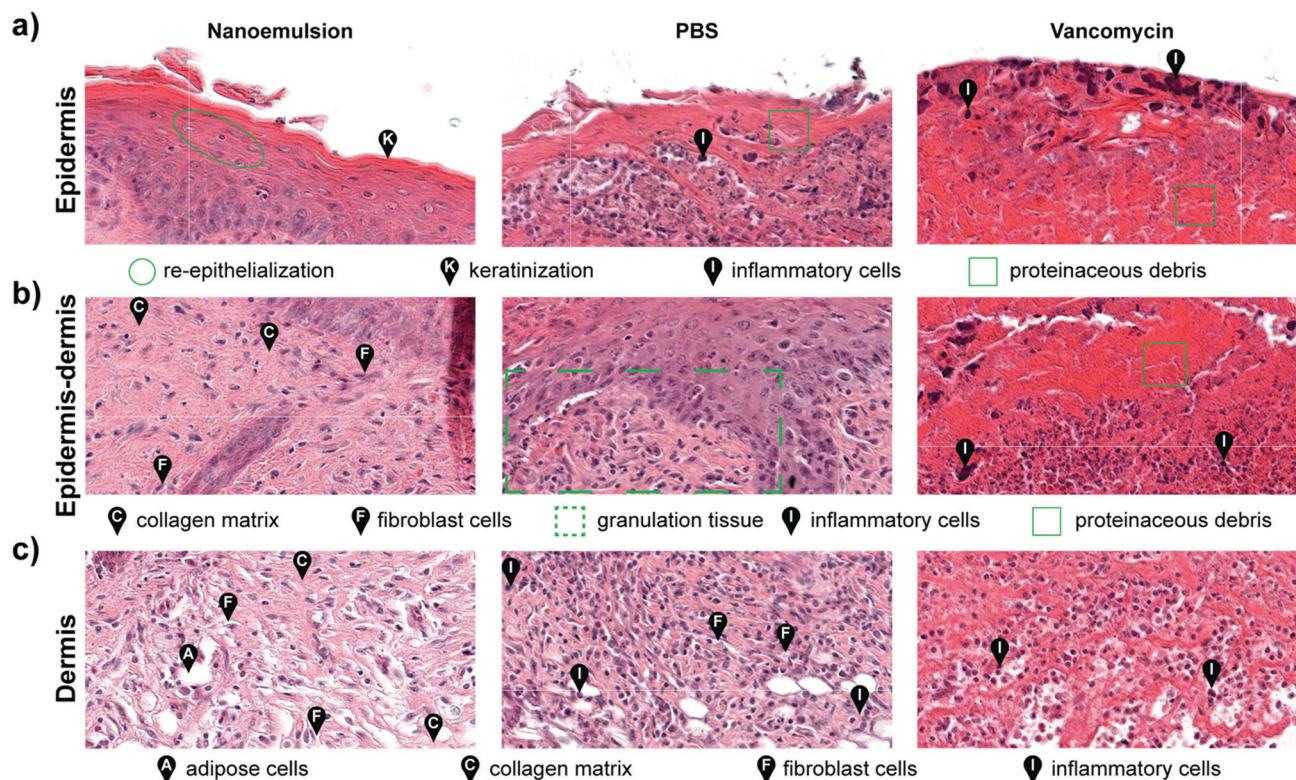 a)
Nanoemulsion PBS Vancomycin
Epidermis
K I I I
re-epithelialization K keratinization I inflammatory cells proteinaceous debris
b)
Epidermis-dermis
C C F F I I
C collagen matrix F fibroblast cells granulation tissue I inflammatory cells proteinaceous debris
c)
Dermis
C F A F C I F F I I I I
A adipose cells C collagen matrix F fibroblast cells I inflammatory cells